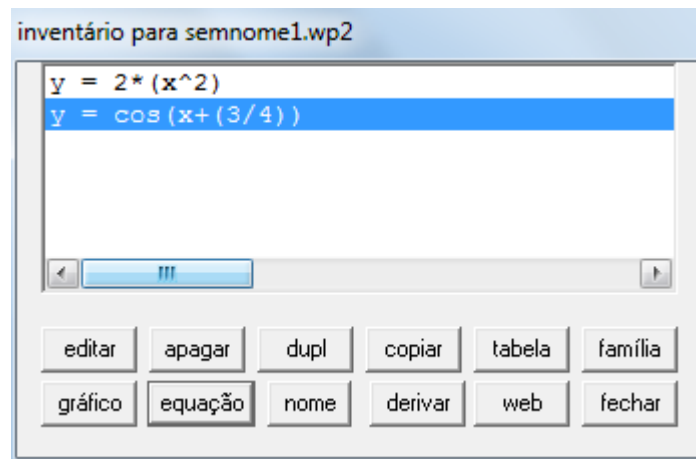 inventário para semnome1.wp2
y = 2*(x^2)
y = cos(x+(3/4))
editar apagar dupl copiar tabela família
gráfico equação nome derivar web fechar